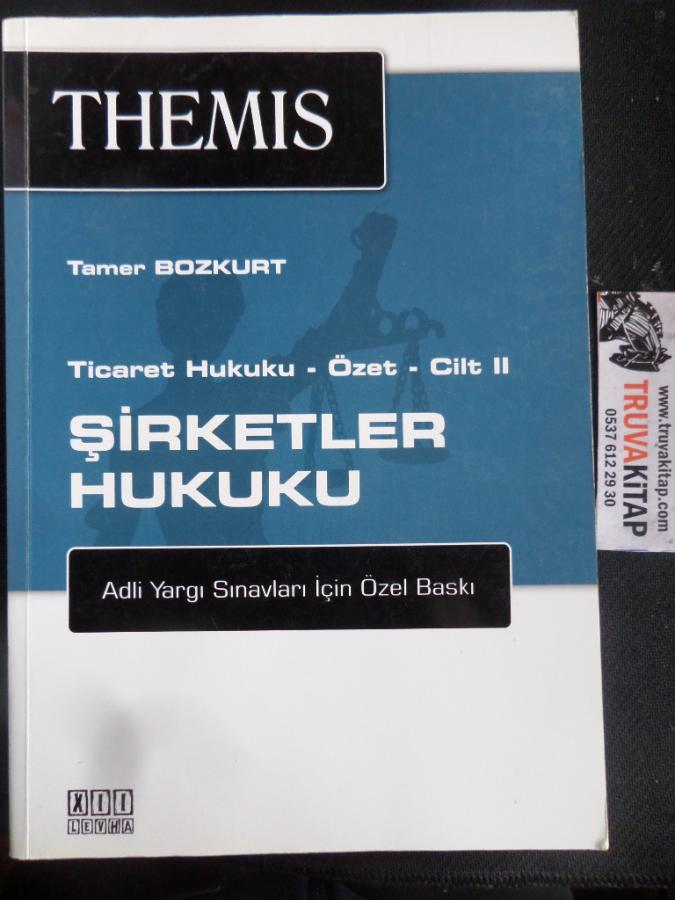 THEMIS
Tamer BOZKURT
Ticaret Hukuku - Özet - Cilt II
ŞİRKETLER
HUKUKU
Adli Yargı Sınavları İçin Özel Baskı
XII
LEVHA
www.truvakitap.com
TRUVAKİTAP
0537 612 29 30